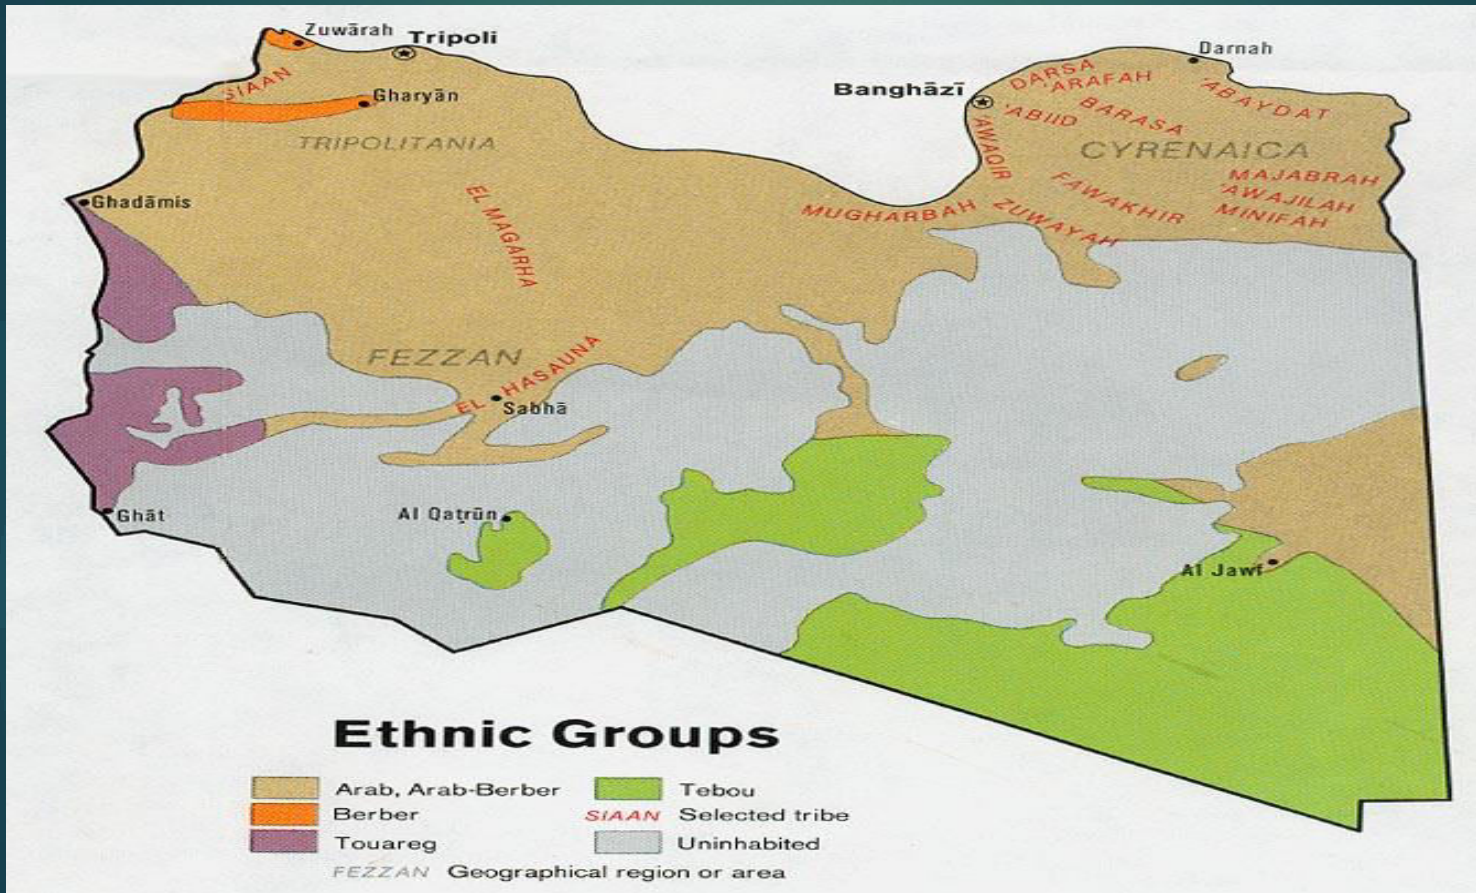 Zuwārah
Tripoli
Darnah
SIAAN
Gharyān
Banghāzī
DARSA
'ARAFAH
'ABAYDAT
'ABIID
BARASA
TRIPOLITANIA
'AWAQIR
CYRENAICA
Ghadāmis
EL MAGARHA
MUGHARBAH
ZUWAYAH
FAWAKHIR
MAJABRAH
'AWAJILAH
MINIFAH
FEZZAN
EL HASAUNA
Sabhā
Ghāt
Al Qaţrūn
Al Jawf
Ethnic Groups
Arab, Arab-Berber
Tebou
Berber
SIAAN Selected tribe
Touareg
Uninhabited
FEZZAN Geographical region or area